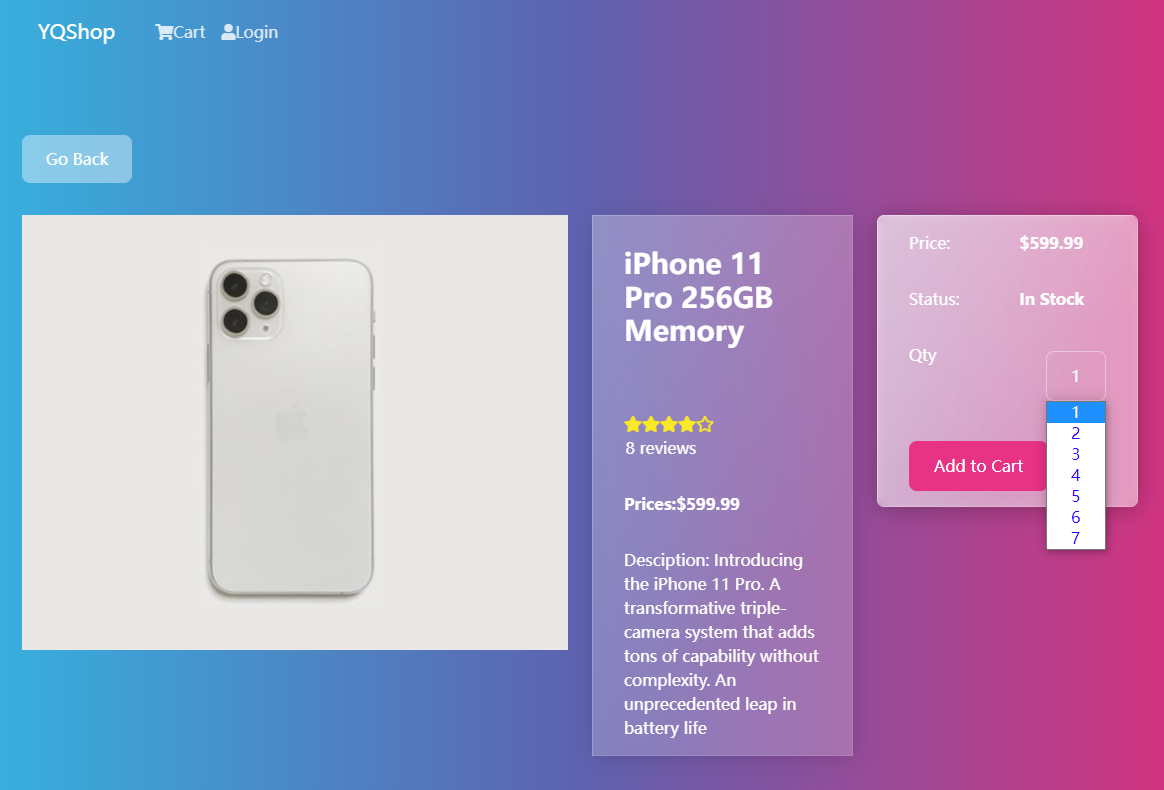 YQShop Cart Login
Go Back
iPhone 11
Pro 256GB
Memory
8 reviews
Prices:$599.99
Desciption: Introducing
the iPhone 11 Pro. A
transformative triple-
camera system that adds
tons of capability without
complexity. An
unprecedented leap in
battery life
Price: $599.99
Status: In Stock
Qty
1
1
2
3
4
5
6
7
Add to Cart